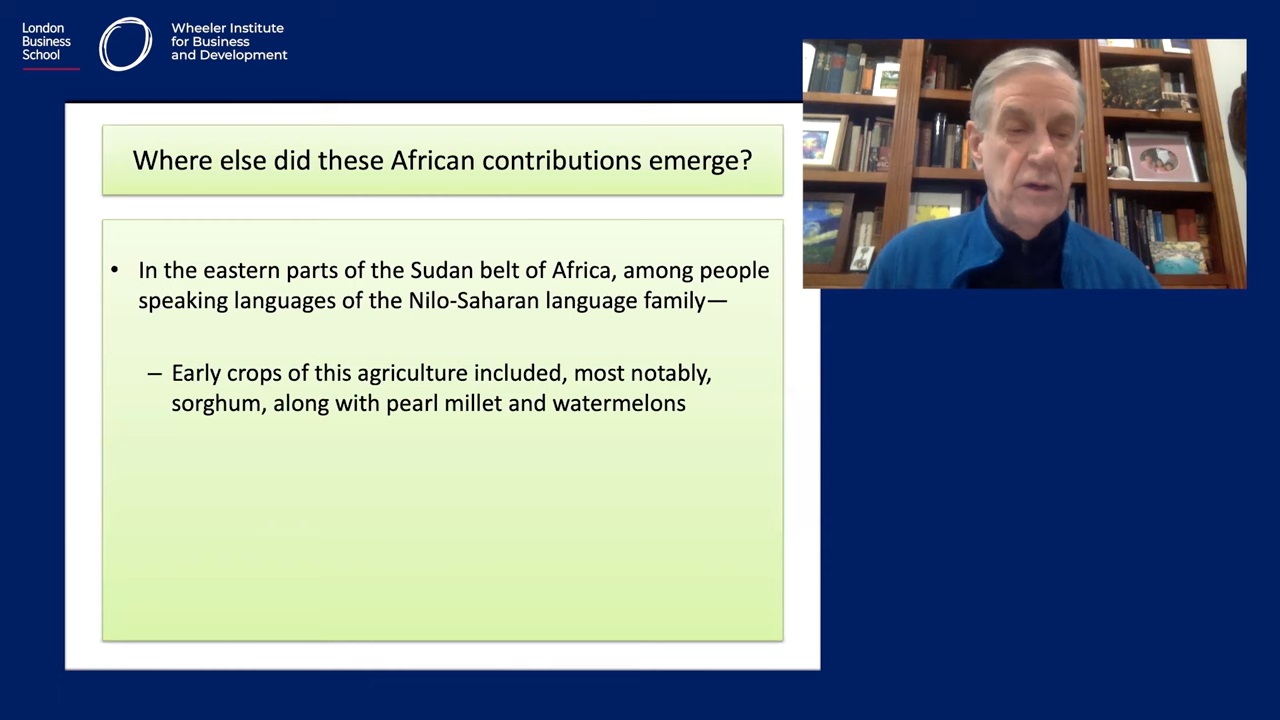 London
Business
School
Wheeler Institute
for Business
and Development
Where else did these African contributions emerge?
• In the eastern parts of the Sudan belt of Africa, among people
speaking languages of the Nilo-Saharan language family—
– Early crops of this agriculture included, most notably,
sorghum, along with pearl millet and watermelons